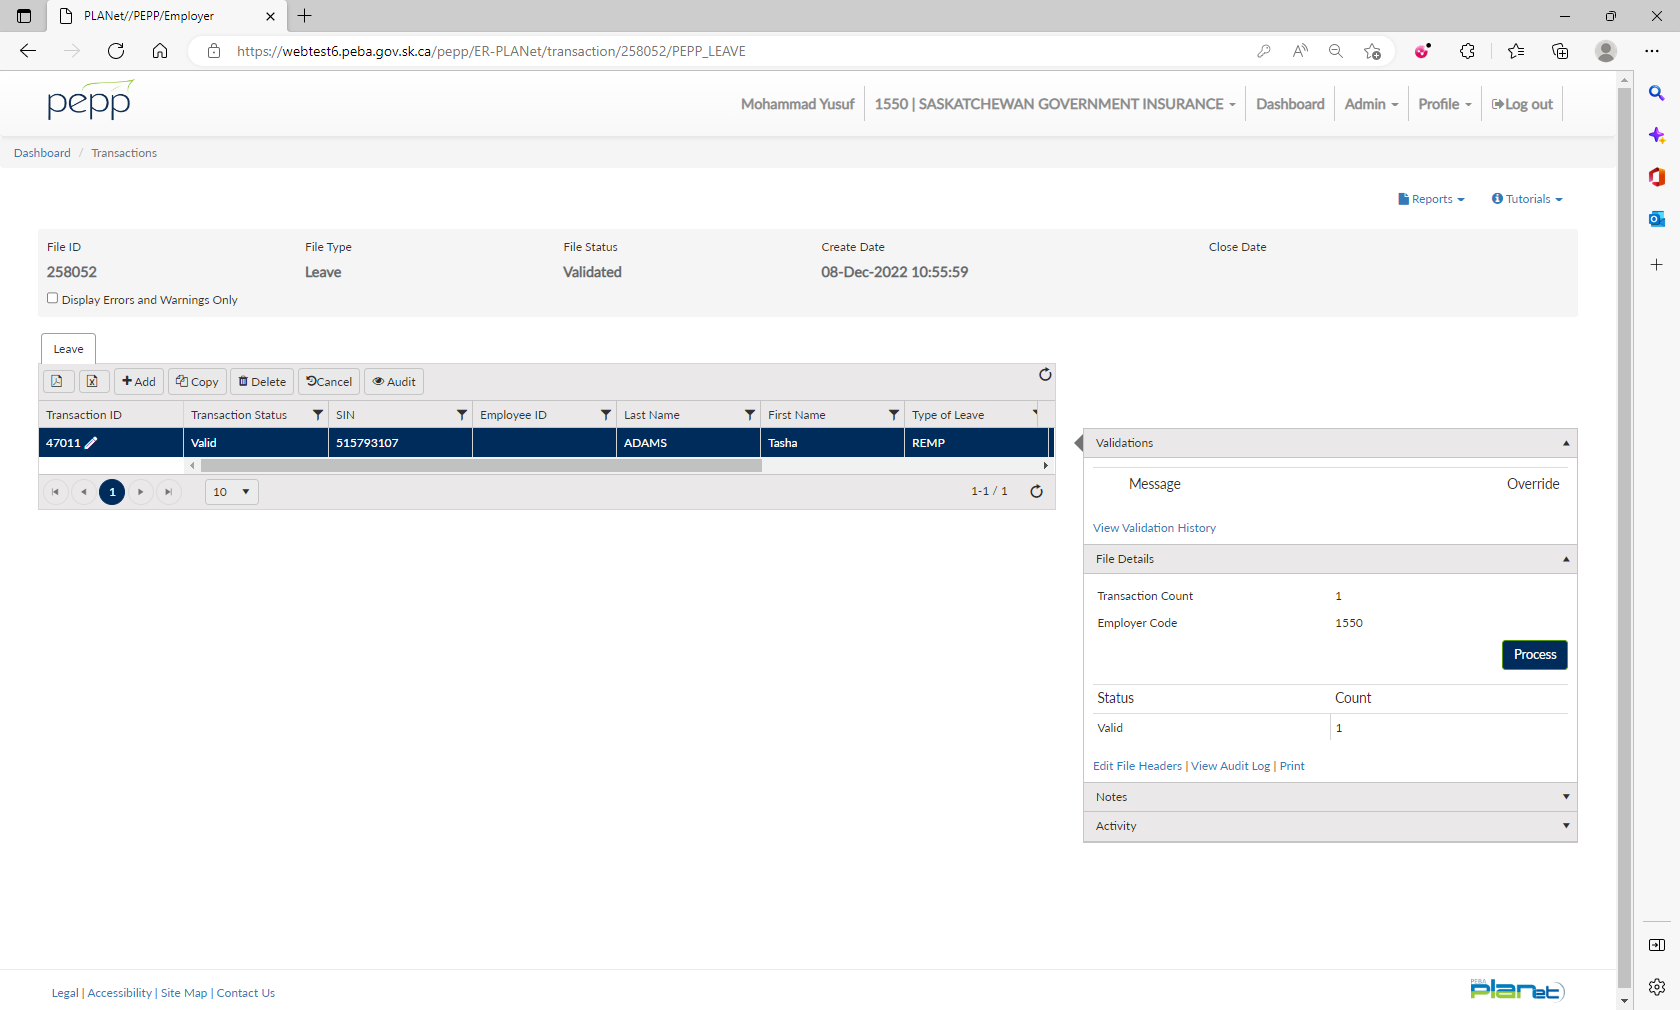 PLANet//PEPP/Employer
https://webtest6.peba.gov.sk.ca/pepp/ER-PLANet/transaction/258052/PEPP_LEAVE
pepp
Mohammad Yusuf
1550 | SASKATCHEWAN GOVERNMENT INSURANCE
Dashboard
Admin
Profile
Log out
Dashboard / Transactions
Reports
Tutorials
File ID
File Type
File Status
Create Date
Close Date
258052
Leave
Validated
08-Dec-2022 10:55:59
Display Errors and Warnings Only
Leave
Add
Copy
Delete
Cancel
Audit
Transaction ID
Transaction Status
SIN
Employee ID
Last Name
First Name
Type of Leave
47011
Valid
515793107
ADAMS
Tasha
REMP
1
10
1-1 / 1
Validations
Message
Override
View Validation History
File Details
Transaction Count
1
Employer Code
1550
Process
Status
Count
Valid
1
Edit File Headers | View Audit Log | Print
Notes
Activity
Legal | Accessibility | Site Map | Contact Us
PEBA
planet